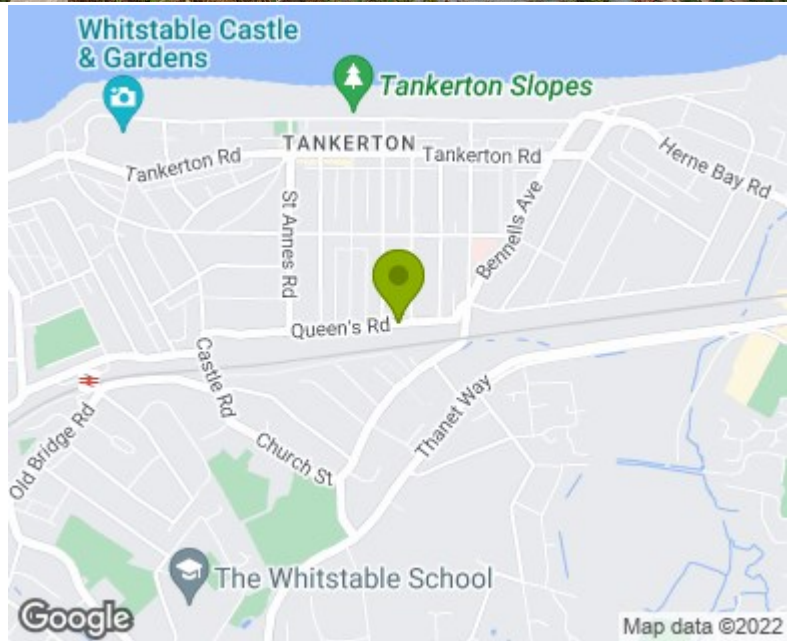 Whitstable Castle
& Gardens
Tankerton Slopes
TANKERTON
Tankerton Rd
Tankerton Rd
Herne Bay Rd
St Annes Rd
Bennells Ave
Queen's Rd
Castle Rd
Thanet Way
Old Bridge Rd
Church St
The Whitstable School
Google
Map data ©2022